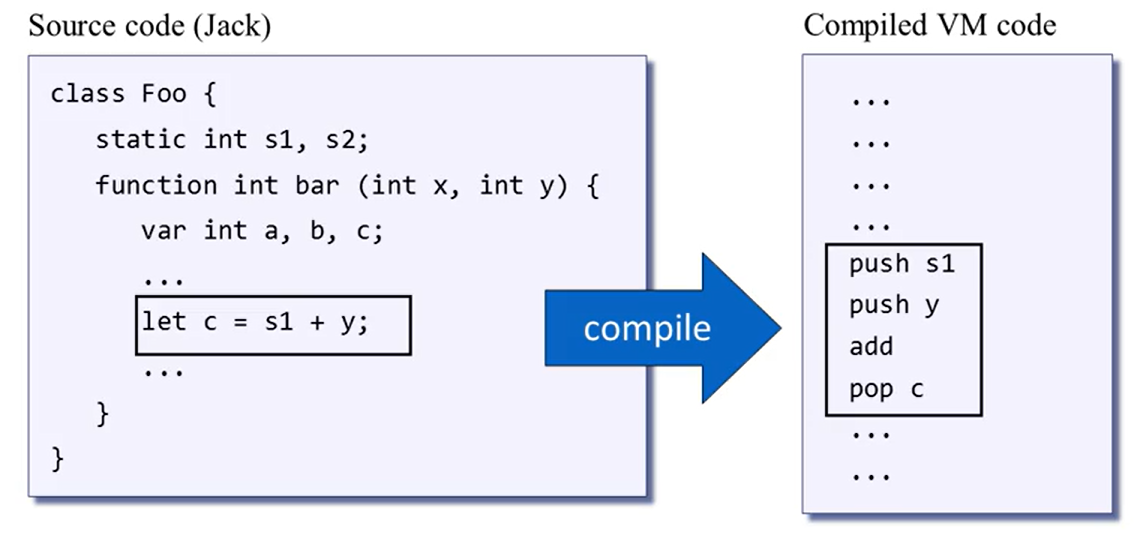 Source code (Jack)
class Foo {
static int s1, s2;
function int bar (int x, int y) {
var int a, b, c;
...
let c = s1 + y;
...
}
}
compile
Compiled VM code
...
...
...
...
push s1
push y
add
pop c
...
...